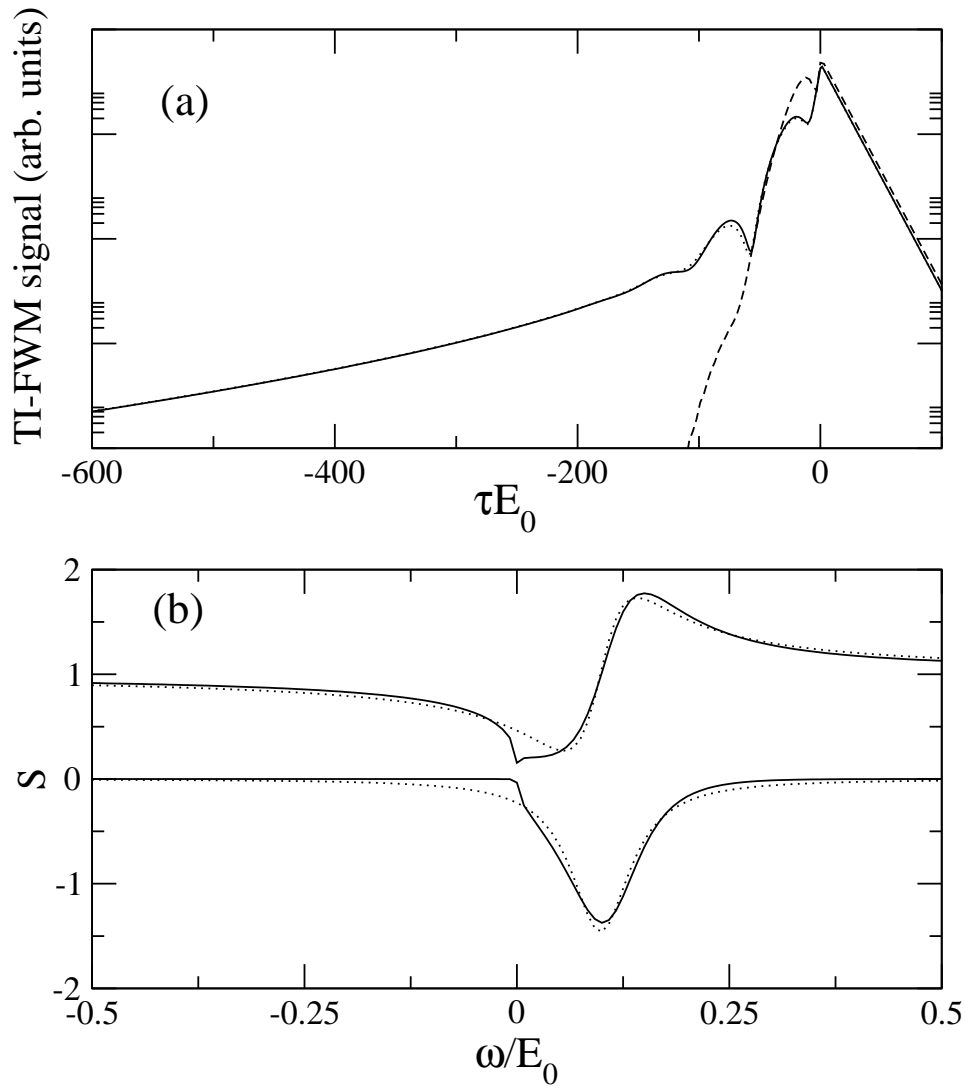 TI-FWM signal (arb. units)
(a)
-600 -400 -200 0
τE₀
S
(b)
2
1
0
-1
-2
-0.5 -0.25 0 0.25 0.5
ω/E₀